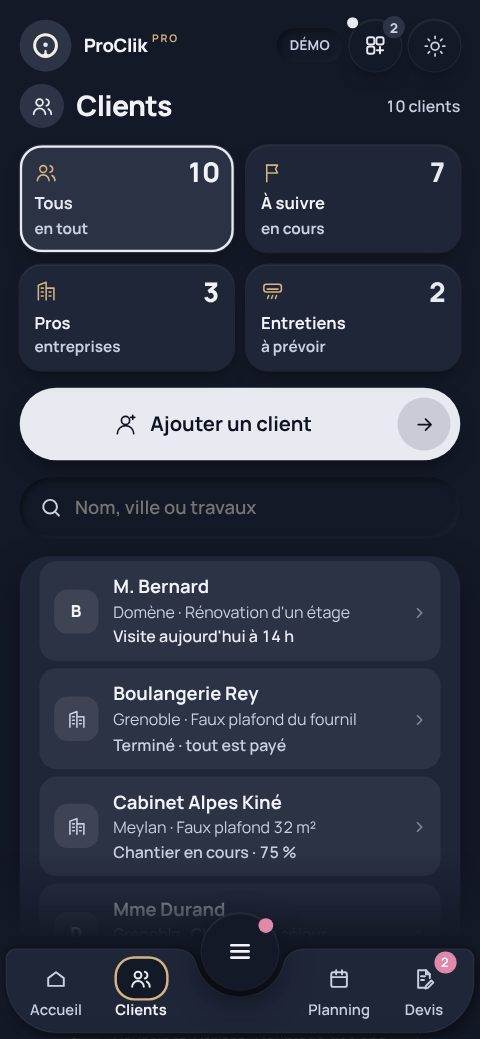 ProClik PRO
DÉMO
2
Clients
10 clients
10
Tous
en tout
7
À suivre
en cours
3
Pros
entreprises
2
Entretiens
à prévoir
Ajouter un client
Nom, ville ou travaux
M. Bernard
B
Domène · Rénovation d'un étage
Visite aujourd'hui à 14 h
Boulangerie Rey
Grenoble · Faux plafond du fournil
Terminé · tout est payé
Cabinet Alpes Kiné
Meylan · Faux plafond 32 m²
Chantier en cours · 75 %
Mme Durand
D
2
Accueil
Clients
Planning
Devis